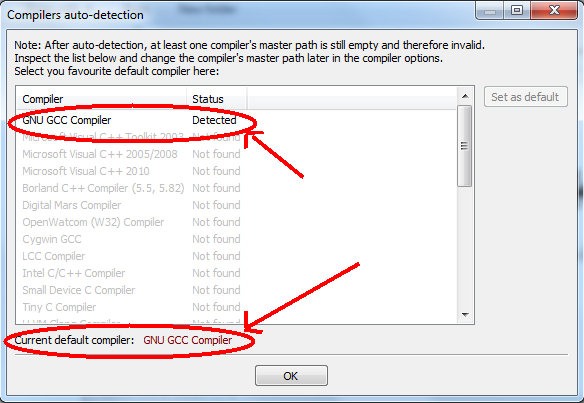 Compilers auto-detection
Note: After auto-detection, at least one compiler's master path is still empty and therefore invalid.
Inspect the list below and change the compiler's master path later in the compiler options.
Select you favourite default compiler here:
Compiler Status
Set as default
GNU GCC Compiler Detected
Microsoft Visual C++ Toolkit 2003 Not found
Microsoft Visual C++ 2005/2008 Not found
Microsoft Visual C++ 2010 Not found
Borland C++ Compiler (5.5, 5.82) Not found
Digital Mars Compiler Not found
OpenWatcom (W32) Compiler Not found
Cygwin GCC Not found
LCC Compiler Not found
Intel C/C++ Compiler Not found
Small Device C Compiler Not found
Tiny C Compiler Not found
Current default compiler: GNU GCC Compiler
OK